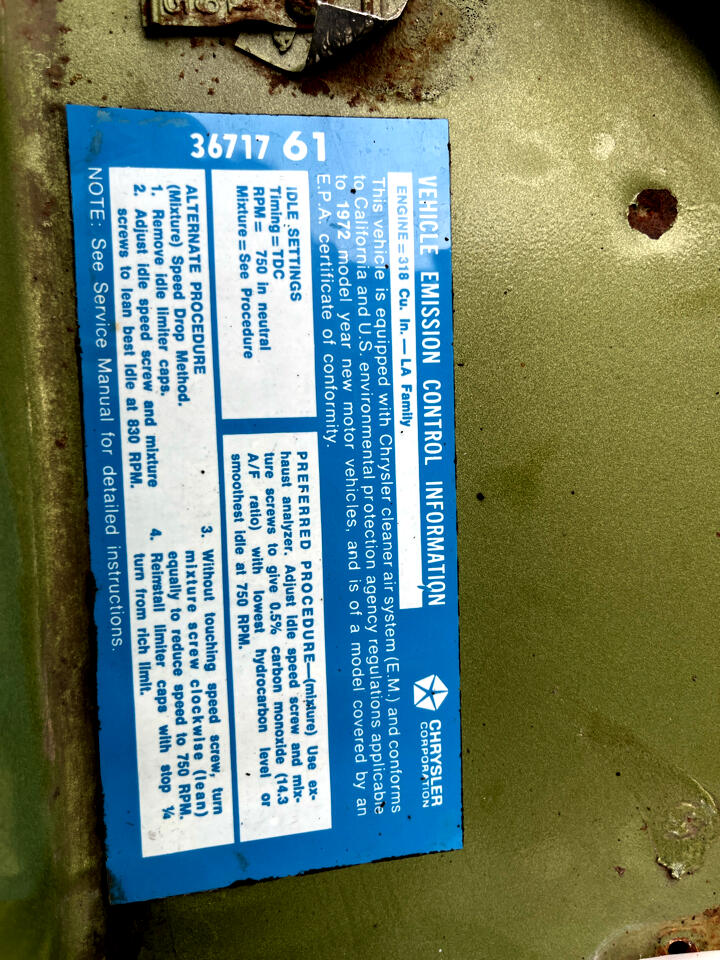 VEHICLE EMISSION CONTROL INFORMATION
CHRYSLER
CORPORATION
ENGINE=318 Cu. In.—LA Family
This vehicle is equipped with Chrysler cleaner air system (E.M.) and conforms
to California and U.S. environmental protection agency regulations applicable
to 1972 model year new motor vehicles, and is of a model covered by an
E.P.A. certificate of conformity.
36717 61
IDLE SETTINGS
Timing=TDC
RPM= 750 in neutral
Mixture=See Procedure
PREFERRED PROCEDURE—(mixture) Use ex-
haust analyzer. Adjust idle speed screw and mix-
ture screws to give 0.5% carbon monoxide (14.3
A/F ratio) with lowest hydrocarbon level or
smoothest idle at 750 RPM.
ALTERNATE PROCEDURE
(Mixture) Speed Drop Method.
1. Remove idle limiter caps.
2. Adjust idle speed screw and mixture
screws to lean best idle at 830 RPM.
3. Without touching speed screw, turn
mixture screw clockwise (lean)
equally to reduce speed to 750 RPM.
4. Reinstall limiter caps with stop ¼
turn from rich limit.
NOTE: See Service Manual for detailed instructions.